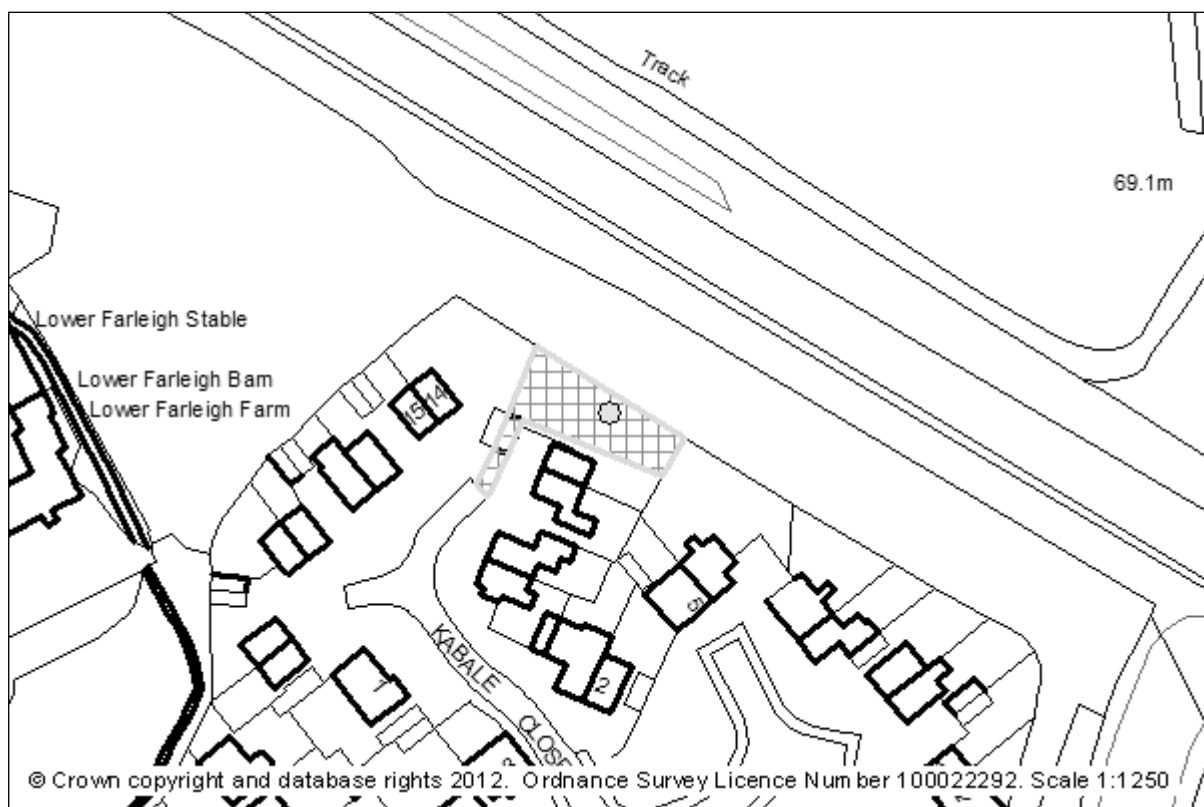 Track
69.1m
Lower Farleigh Stable
Lower Farleigh Barn
Lower Farleigh Farm
14
15
9
KABALE CLOSE
2
1
© Crown copyright and database rights 2012. Ordnance Survey Licence Number 100022292. Scale 1:1250